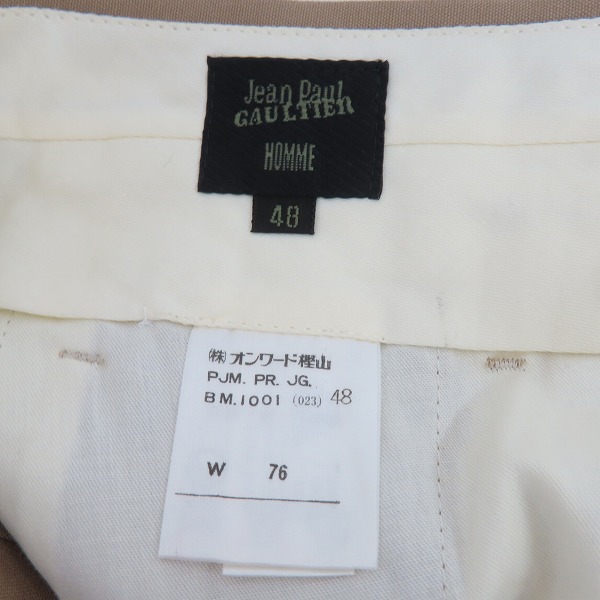 Jean Paul
GAULTIER
HOMME
48
㈱オンワード樫山
PJM. PR. JG.
BM.1001 (023) 48
W 76